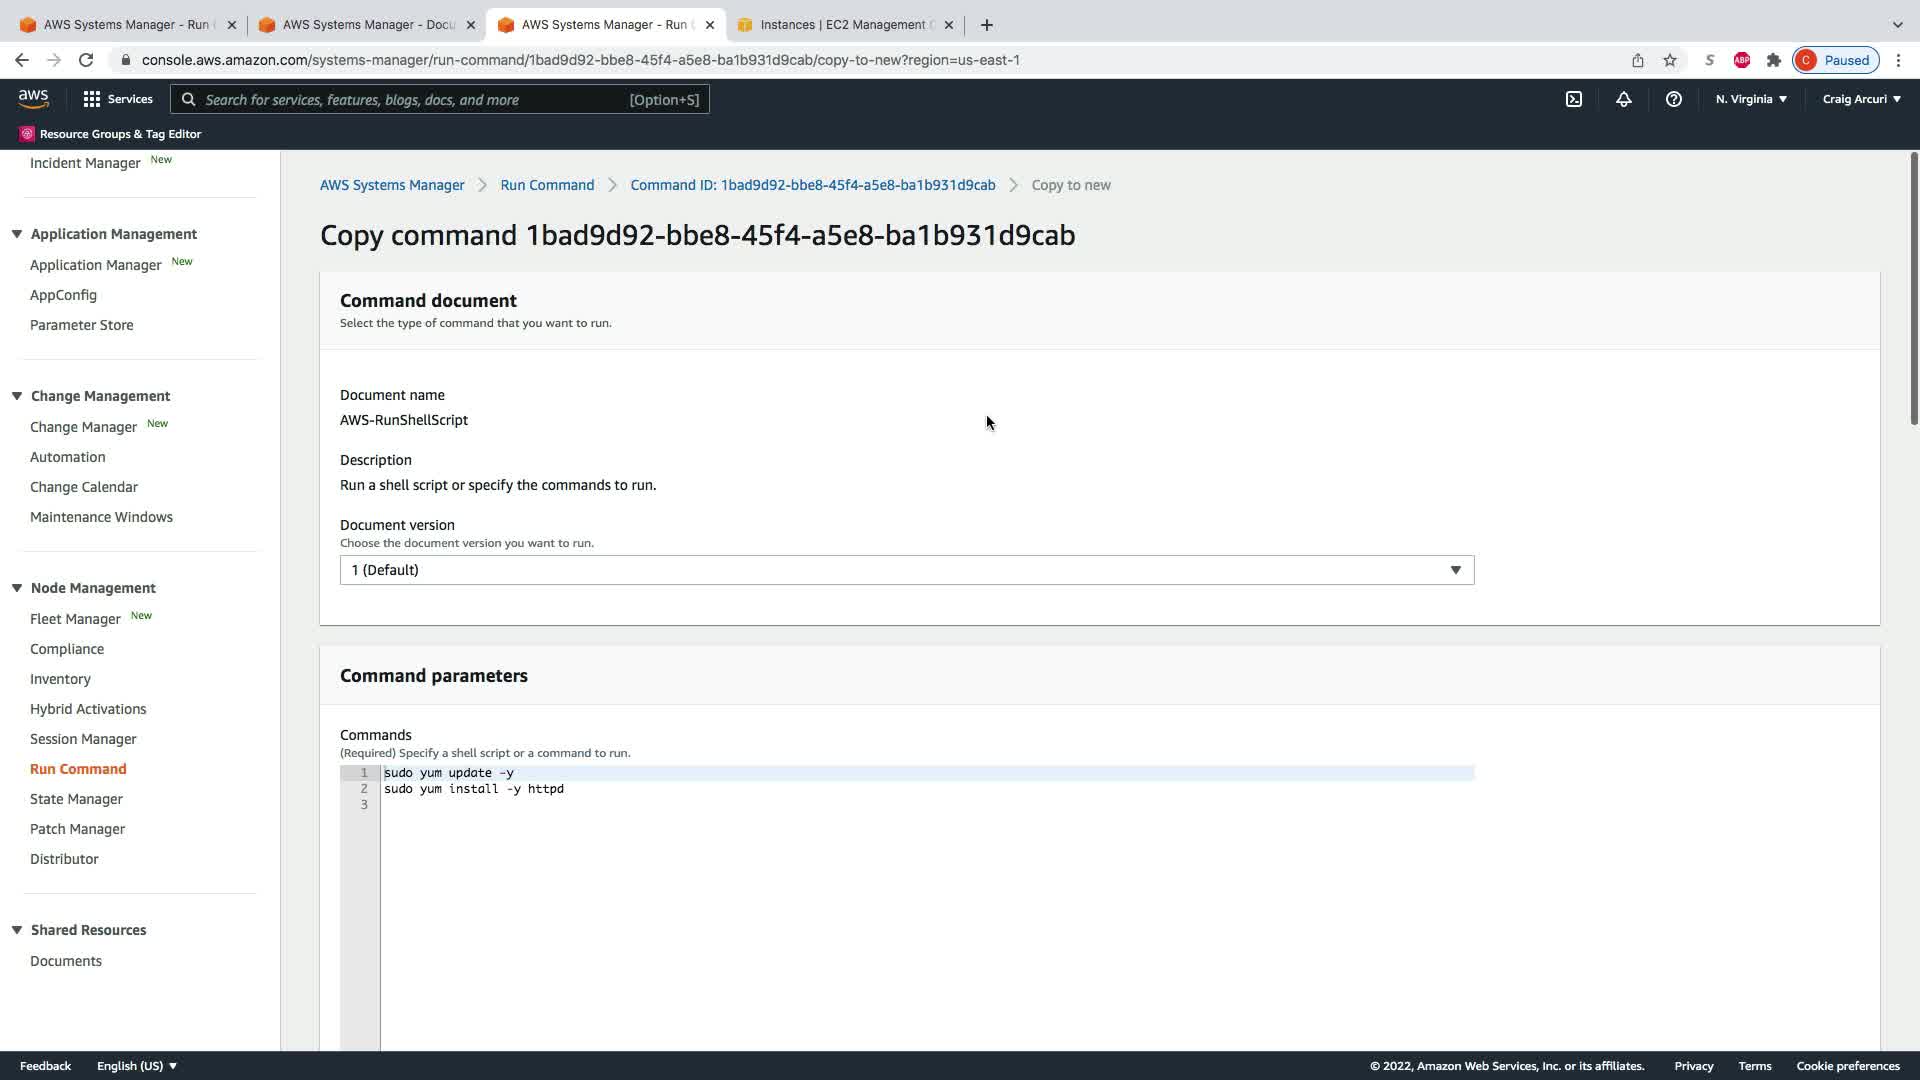 AWS Systems Manager - Run
AWS Systems Manager - Docu
AWS Systems Manager - Run
Instances | EC2 Management
console.aws.amazon.com/systems-manager/run-command/1bad9d92-bbe8-45f4-a5e8-ba1b931d9cab/copy-to-new?region=us-east-1
S
ABP
C
Paused
aws
Services
Search for services, features, blogs, docs, and more
[Option+S]
N. Virginia
Craig Arcuri
Resource Groups & Tag Editor
Incident Manager New
Application Management
Application Manager New
AppConfig
Parameter Store
Change Management
Change Manager New
Automation
Change Calendar
Maintenance Windows
Node Management
Fleet Manager New
Compliance
Inventory
Hybrid Activations
Session Manager
Run Command
State Manager
Patch Manager
Distributor
Shared Resources
Documents
AWS Systems Manager > Run Command > Command ID: 1bad9d92-bbe8-45f4-a5e8-ba1b931d9cab > Copy to new
Copy command 1bad9d92-bbe8-45f4-a5e8-ba1b931d9cab
Command document
Select the type of command that you want to run.
Document name
AWS-RunShellScript
Description
Run a shell script or specify the commands to run.
Document version
Choose the document version you want to run.
1 (Default)
Command parameters
Commands
(Required) Specify a shell script or a command to run.
1 sudo yum update -y
2 sudo yum install -y httpd
3
Feedback
English (US)
© 2022, Amazon Web Services, Inc. or its affiliates.
Privacy
Terms
Cookie preferences